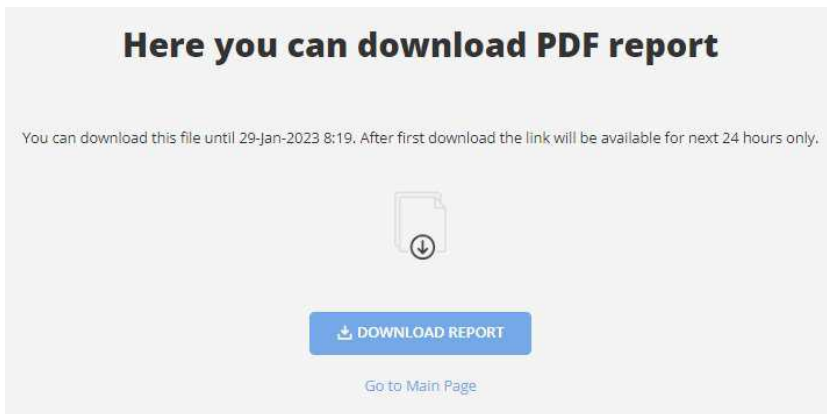 Here you can download PDF report
You can download this file until 29-Jan-2023 8:19. After first download the link will be available for next 24 hours only.
DOWNLOAD REPORT
Go to Main Page